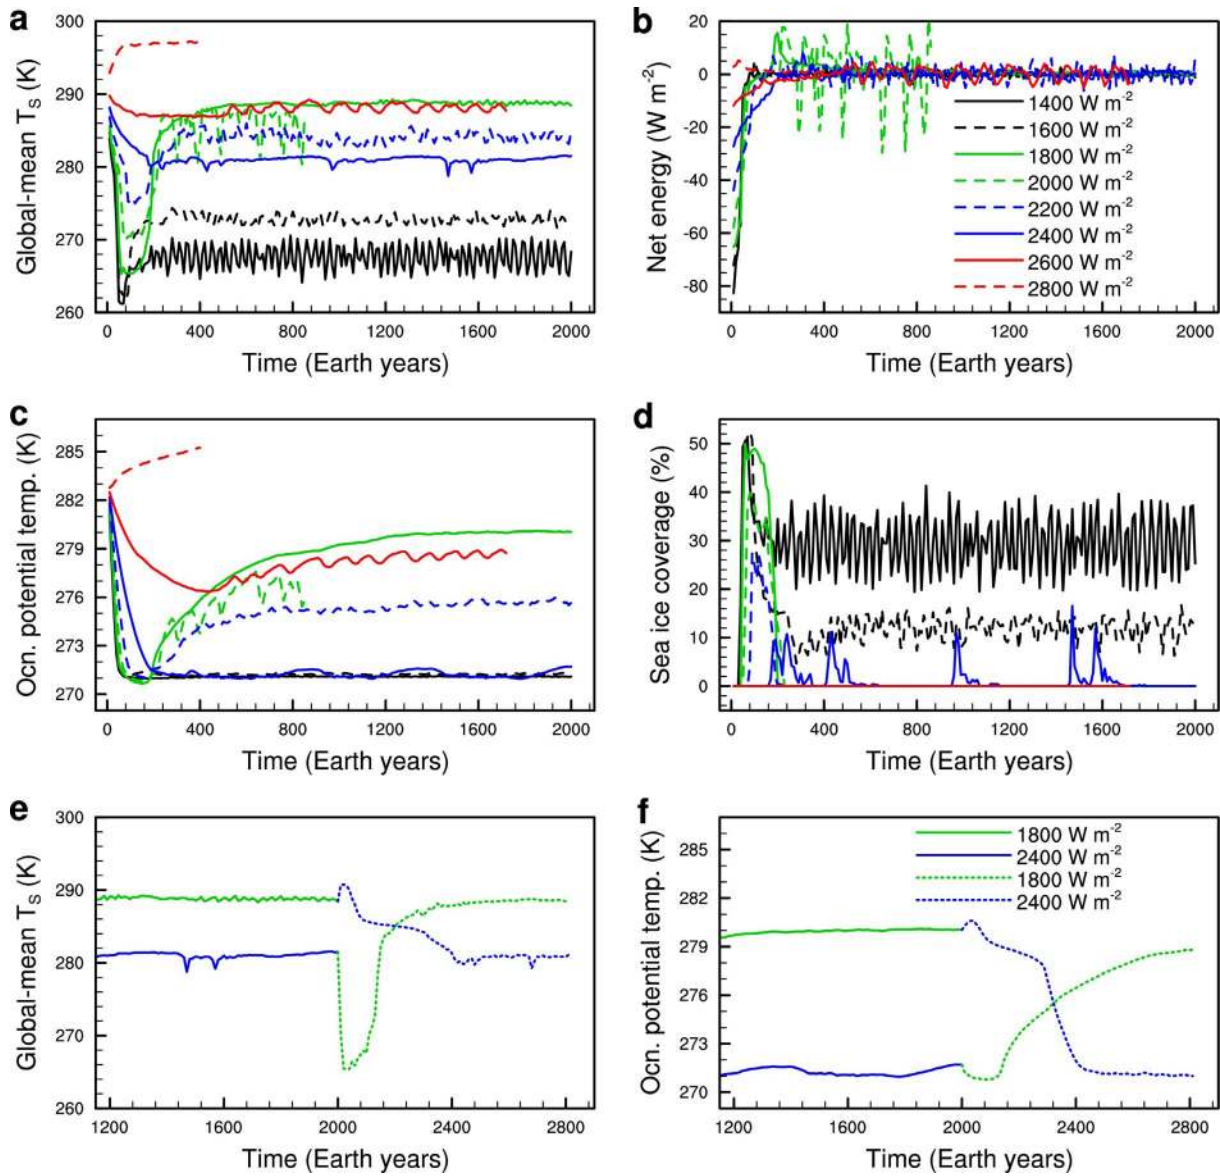 a
Global-mean T_S (K)
300
290
280
270
260
0
400
800
1200
1600
2000
Time (Earth years)
b
Net energy (W m⁻²)
20
0
-20
-40
-60
-80
1400 W m⁻²
1600 W m⁻²
1800 W m⁻²
2000 W m⁻²
2200 W m⁻²
2400 W m⁻²
2600 W m⁻²
2800 W m⁻²
0
400
800
1200
1600
2000
Time (Earth years)
c
Ocn. potential temp. (K)
285
282
279
276
273
270
0
400
800
1200
1600
2000
Time (Earth years)
d
Sea ice coverage (%)
50
40
30
20
10
0
0
400
800
1200
1600
2000
Time (Earth years)
e
Global-mean T_S (K)
300
290
280
270
260
1200
1600
2000
2400
2800
Time (Earth years)
f
Ocn. potential temp. (K)
285
282
279
276
273
270
1800 W m⁻²
2400 W m⁻²
1800 W m⁻²
2400 W m⁻²
1200
1600
2000
2400
2800
Time (Earth years)